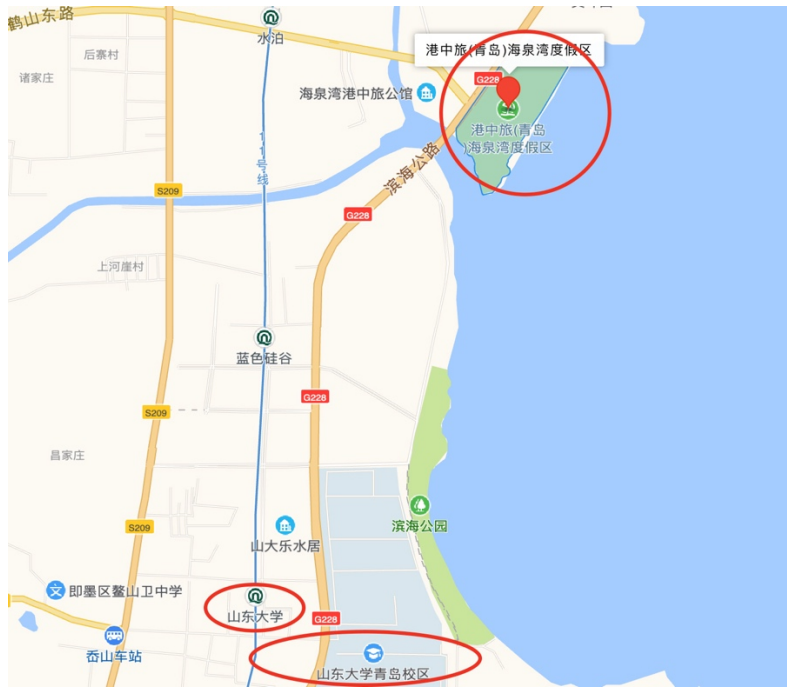 鹤山东路
水泊
后寨村
港中旅(青岛)海泉湾度假区
诸家庄
G228
海泉湾港中旅公馆
港中旅(青岛
)海泉湾度假区
11号线
滨海公路
S209
G228
上河崖村
蓝色硅谷
G228
S209
昌家庄
滨海公园
S209
山大乐水居
即墨区鳌山卫中学
山东大学
G228
岙山车站
山东大学青岛校区